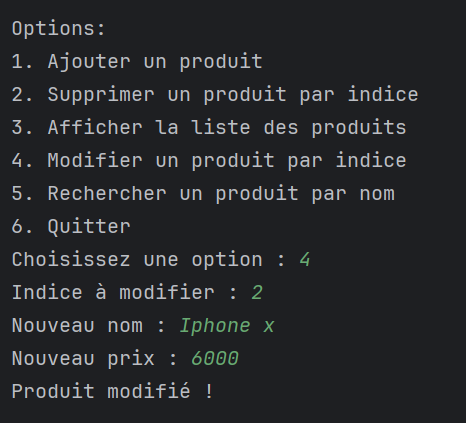 Options:
1. Ajouter un produit
2. Supprimer un produit par indice
3. Afficher la liste des produits
4. Modifier un produit par indice
5. Rechercher un produit par nom
6. Quitter
Choisissez une option : 4
Indice à modifier : 2
Nouveau nom : Iphone x
Nouveau prix : 6000
Produit modifié !